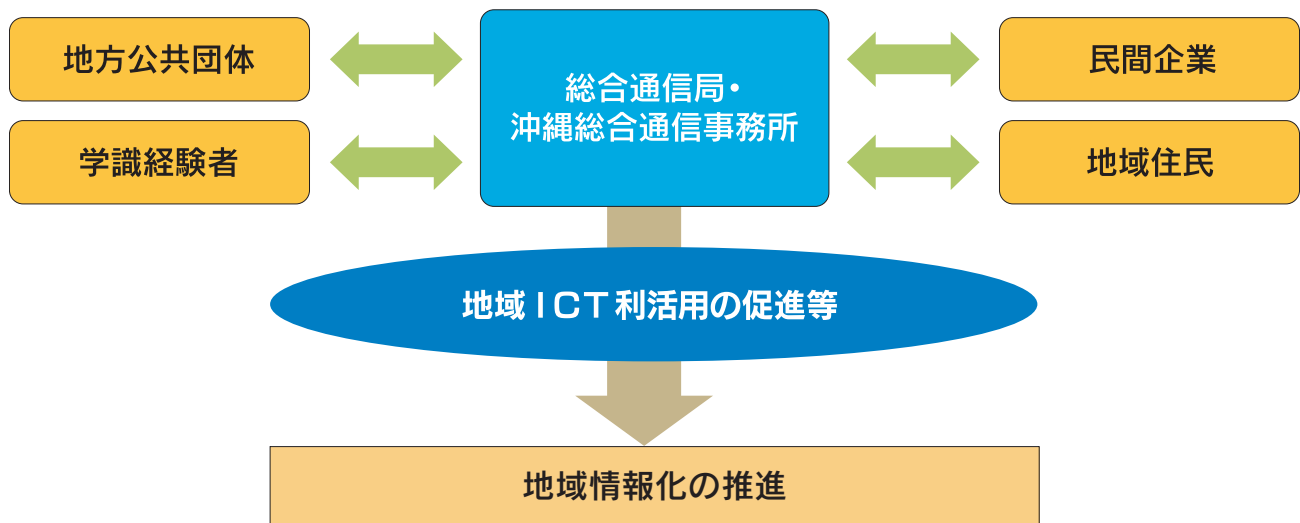 地方公共団体
総合通信局・
沖縄総合通信事務所
民間企業
学識経験者
地域住民
地域ICT利活用の促進等
地域情報化の推進